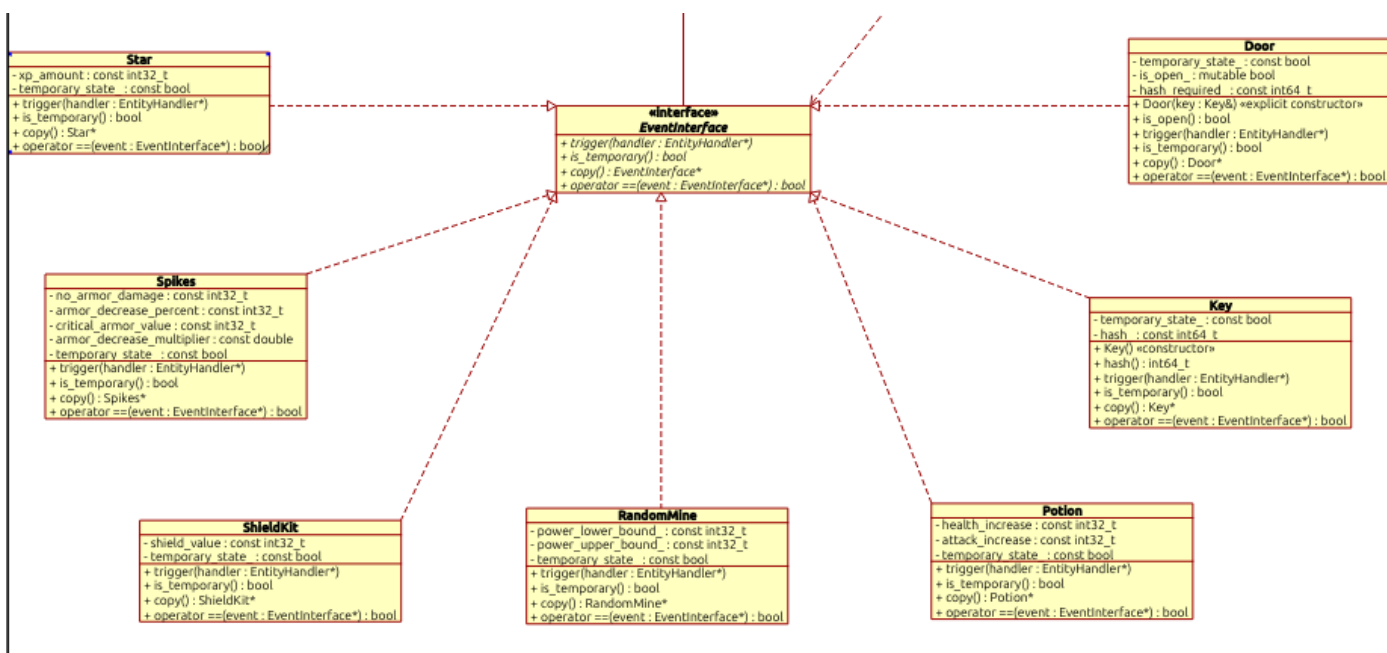 Star
- xp_amount : const int32_t
- temporary_state_ : const bool
+ trigger(handler : EntityHandler*)
+ is_temporary() : bool
+ copy() : Star*
+ operator ==(event : EventInterface*) : bool
«interface»
EventInterface
+ trigger(handler : EntityHandler*)
+ is_temporary() : bool
+ copy() : EventInterface*
+ operator ==(event : EventInterface*) : bool
Door
- temporary_state_ : const bool
- is_open_ : mutable bool
- hash_required_ : const int64_t
+ Door(key : Key&) «explicit constructor»
+ is_open() : bool
+ trigger(handler : EntityHandler*)
+ is_temporary() : bool
+ copy() : Door*
+ operator ==(event : EventInterface*) : bool
Spikes
- no_armor_damage : const int32_t
- armor_decrease_percent : const int32_t
- critical_armor_value : const int32_t
- armor_decrease_multiplier : const double
- temporary_state_ : const bool
+ trigger(handler : EntityHandler*)
+ is_temporary() : bool
+ copy() : Spikes*
+ operator ==(event : EventInterface*) : bool
Key
- temporary_state_ : const bool
- hash_ : const int64_t
+ Key() «constructor»
+ hash() : int64_t
+ trigger(handler : EntityHandler*)
+ is_temporary() : bool
+ copy() : Key*
+ operator ==(event : EventInterface*) : bool
ShieldKit
- shield_value : const int32_t
- temporary_state_ : const bool
+ trigger(handler : EntityHandler*)
+ is_temporary() : bool
+ copy() : ShieldKit*
+ operator ==(event : EventInterface*) : bool
RandomMine
- power_lower_bound_ : const int32_t
- power_upper_bound_ : const int32_t
- temporary_state_ : const bool
+ trigger(handler : EntityHandler*)
+ is_temporary() : bool
+ copy() : RandomMine*
+ operator ==(event : EventInterface*) : bool
Potion
- health_increase : const int32_t
- attack_increase : const int32_t
- temporary_state_ : const bool
+ trigger(handler : EntityHandler*)
+ is_temporary() : bool
+ copy() : Potion*
+ operator ==(event : EventInterface*) : bool